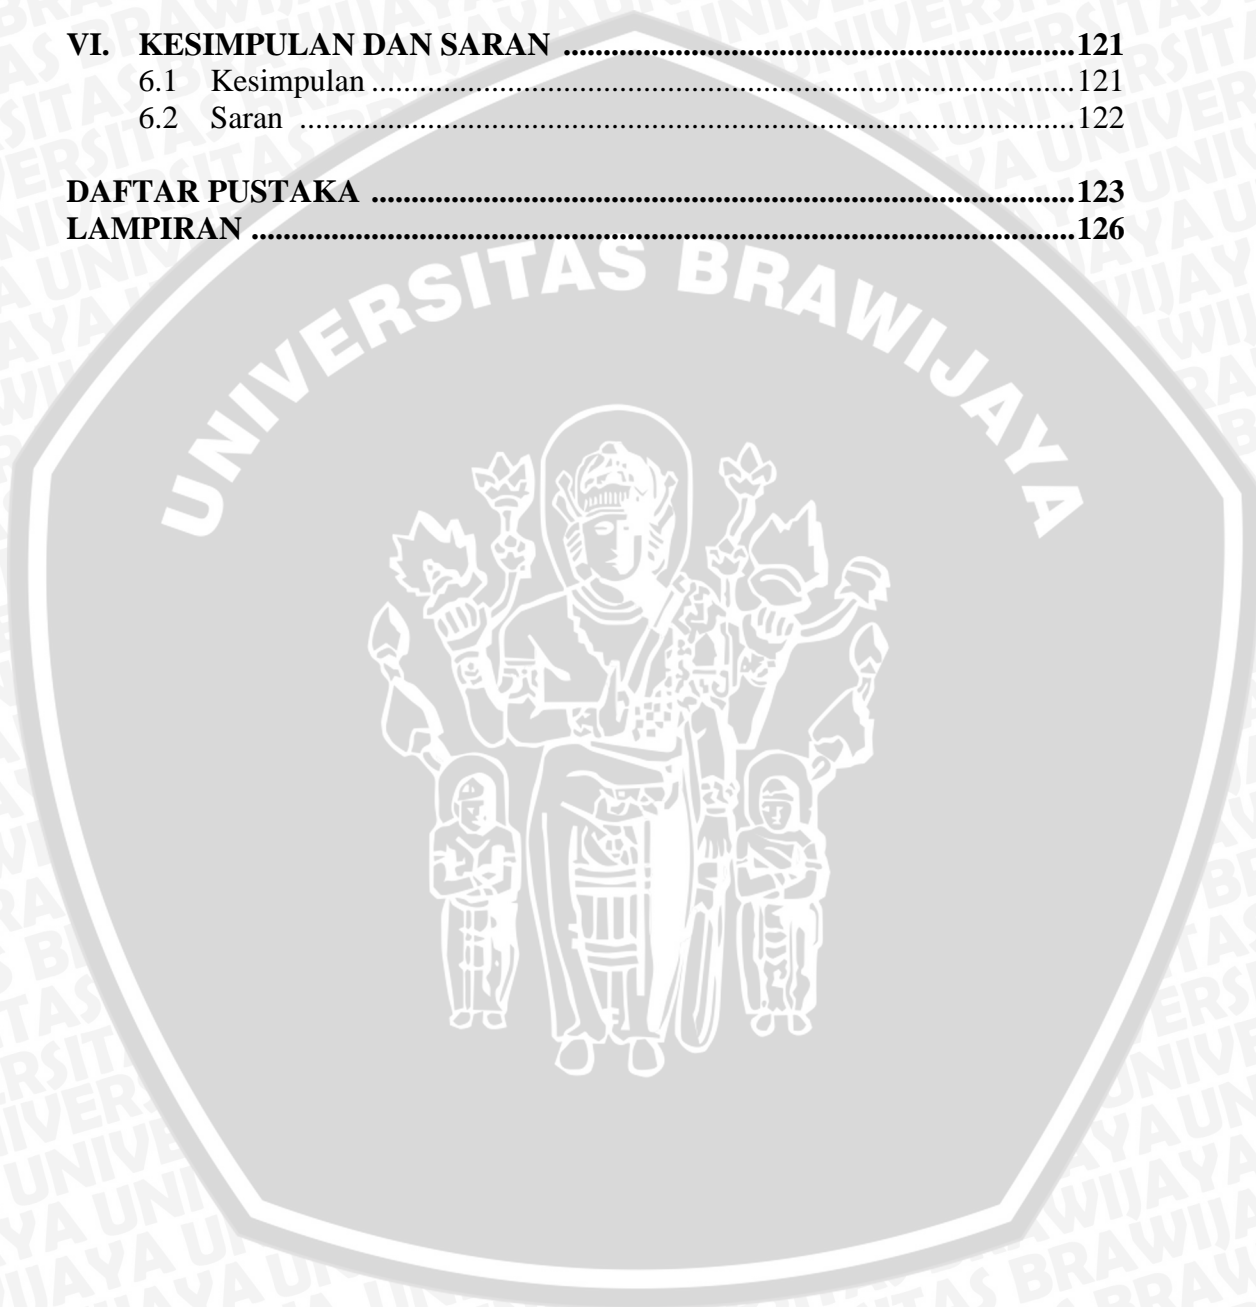 VI. KESIMPULAN DAN SARAN ................................................................121
6.1 Kesimpulan ........................................................................................121
6.2 Saran .................................................................................................122
DAFTAR PUSTAKA ........................................................................................123
LAMPIRAN .......................................................................................................126
UNIVERSITAS BRAWIJAYA